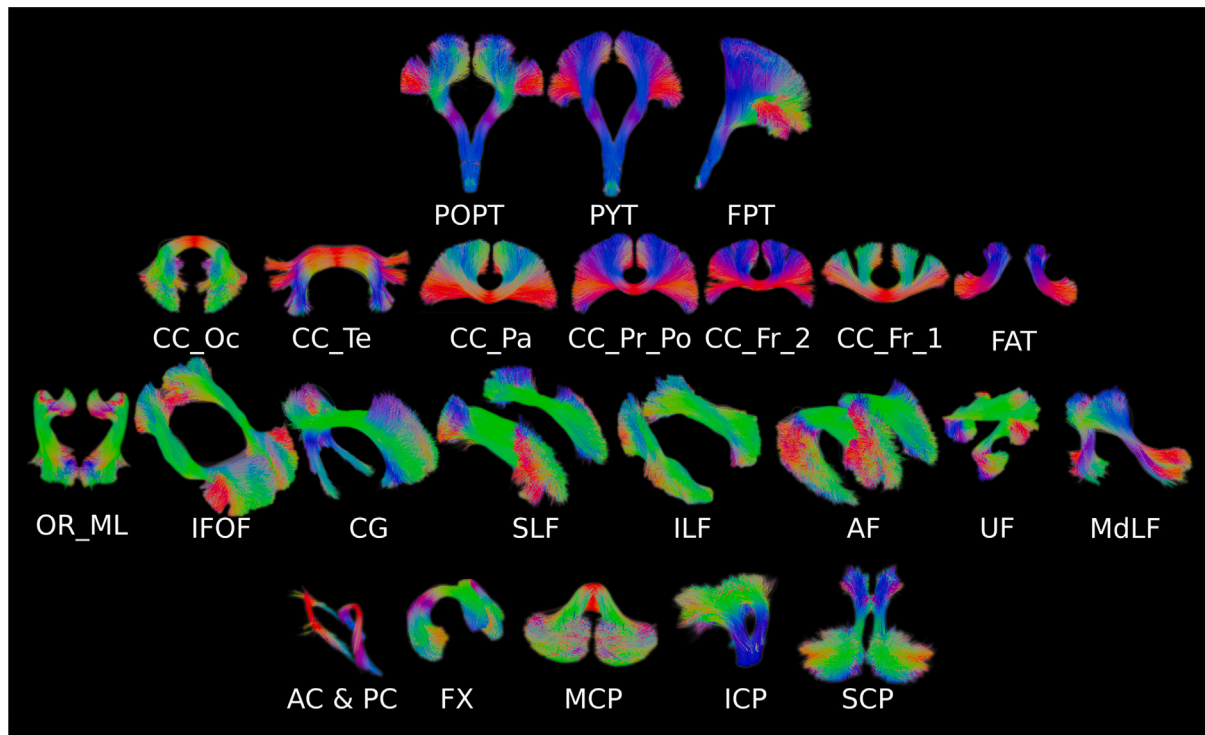 POPT PYT FPT
CC_Oc CC_Te CC_Pa CC_Pr_Po CC_Fr_2 CC_Fr_1 FAT
OR_ML IFOF CG SLF ILF AF UF MdLF
AC & PC FX MCP ICP SCP